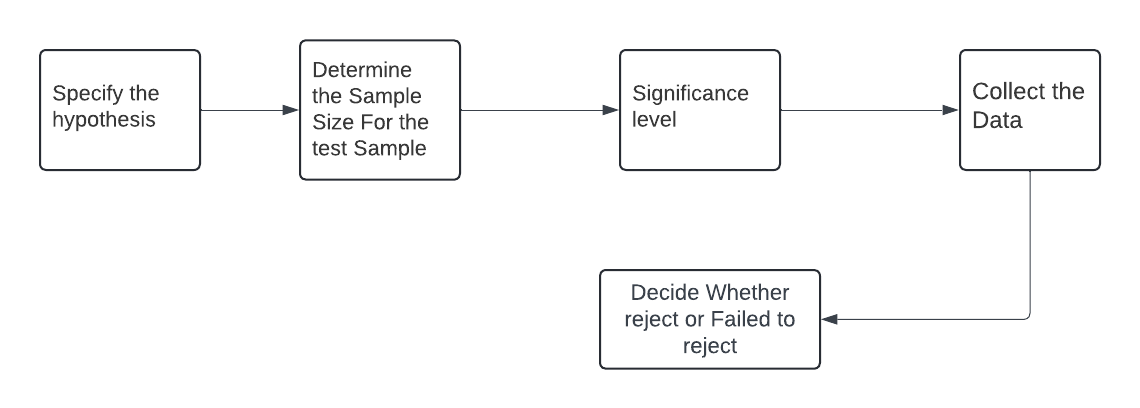 Specify the
hypothesis
Determine
the Sample
Size For the
test Sample
Significance
level
Collect the
Data
Decide Whether
reject or Failed to
reject